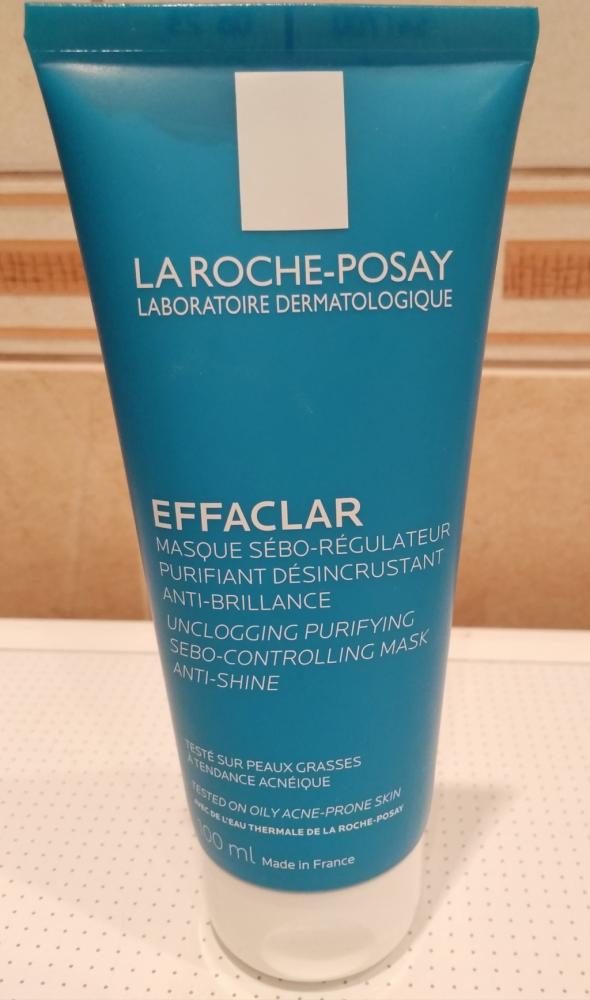 LA ROCHE-POSAY
LABORATOIRE DERMATOLOGIQUE
EFFACLAR
MASQUE SÉBO-RÉGULATEUR
PURIFIANT DÉSINCRUSTANT
ANTI-BRILLANCE
UNCLOGGING PURIFYING
SEBO-CONTROLLING MASK
ANTI-SHINE
TESTÉ SUR PEAUX GRASSES
À TENDANCE ACNÉIQUE
TESTED ON OILY ACNE-PRONE SKIN
AVEC DE L'EAU THERMALE DE LA ROCHE-POSAY
100 ml Made in France